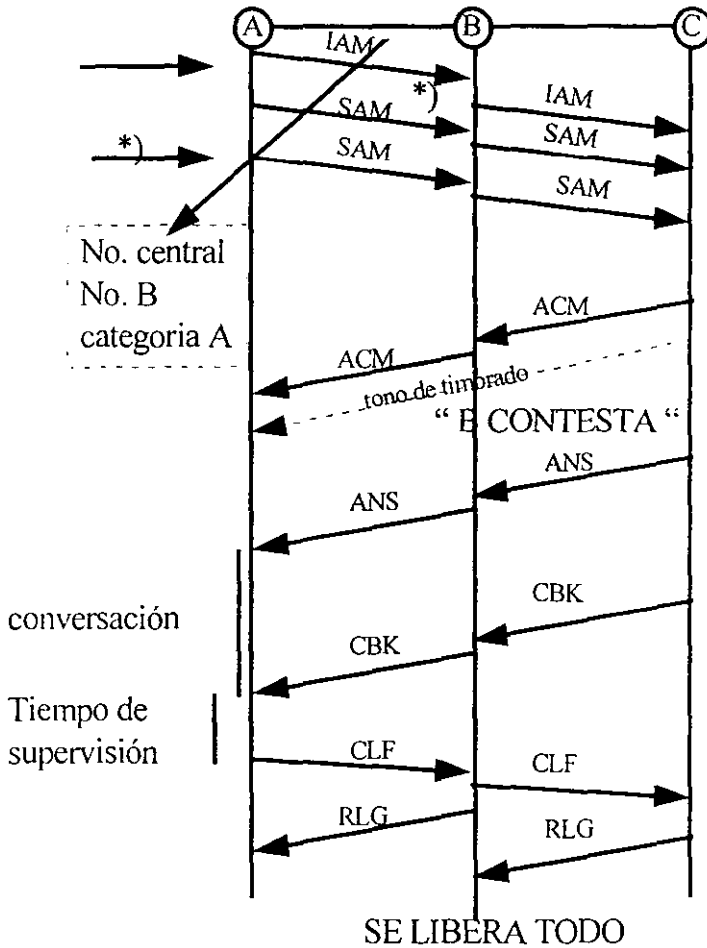 A B C
IAM
*)
SAM
IAM
*)
SAM
SAM
SAM
No. central
No. B
categoria A
ACM
ACM
tono de timbrado
“ B CONTESTA “
ANS
ANS
CBK
conversación
CBK
Tiempo de
supervisión
CLF
CLF
RLG
RLG
SE LIBERA TODO